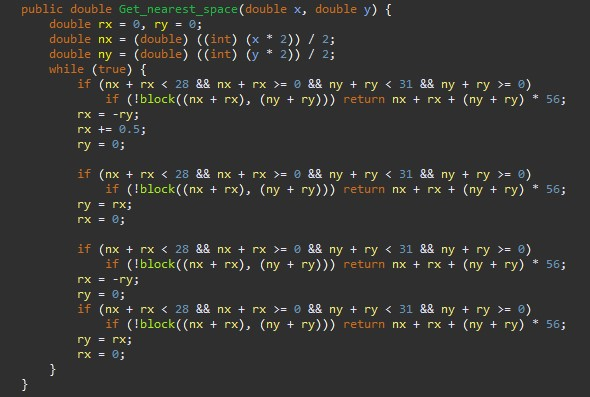 public double Get_nearest_space(double x, double y) {
double rx = 0, ry = 0;
double nx = (double) ((int) (x * 2)) / 2;
double ny = (double) ((int) (y * 2)) / 2;
while (true) {
if (nx + rx < 28 && nx + rx >= 0 && ny + ry < 31 && ny + ry >= 0)
if (!block((nx + rx), (ny + ry))) return nx + rx + (ny + ry) * 56;
rx = -ry;
rx += 0.5;
ry = 0;
if (nx + rx < 28 && nx + rx >= 0 && ny + ry < 31 && ny + ry >= 0)
if (!block((nx + rx), (ny + ry))) return nx + rx + (ny + ry) * 56;
ry = rx;
rx = 0;
if (nx + rx < 28 && nx + rx >= 0 && ny + ry < 31 && ny + ry >= 0)
if (!block((nx + rx), (ny + ry))) return nx + rx + (ny + ry) * 56;
rx = -ry;
ry = 0;
if (nx + rx < 28 && nx + rx >= 0 && ny + ry < 31 && ny + ry >= 0)
if (!block((nx + rx), (ny + ry))) return nx + rx + (ny + ry) * 56;
ry = rx;
rx = 0;
}
}